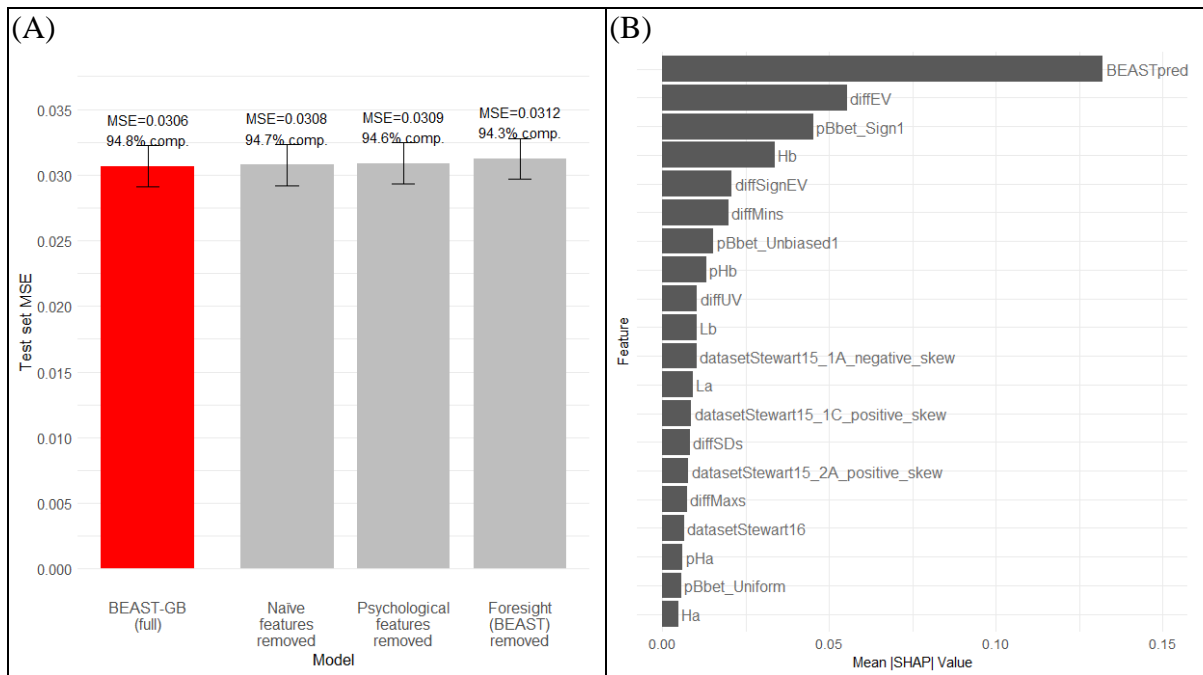 (A)
MSE=0.0306
94.8% comp.
MSE=0.0308
94.7% comp.
MSE=0.0309
94.6% comp.
MSE=0.0312
94.3% comp.
0.035
0.030
0.025
0.020
0.015
0.010
0.005
0.000
Test set MSE
BEAST-GB
(full)
Naïve
features
removed
Psychological
features
removed
Foresight
(BEAST)
removed
Model
(B)
Feature
BEASTpred
diffEV
pBbet_Sign1
Hb
diffSignEV
diffMins
pBbet_Unbiased1
pHb
diffUV
Lb
datasetStewart15_1A_negative_skew
La
datasetStewart15_1C_positive_skew
diffSDs
datasetStewart15_2A_positive_skew
diffMaxs
datasetStewart16
pHa
pBbet_Uniform
Ha
0.00
0.05
0.10
0.15
Mean |SHAP| Value